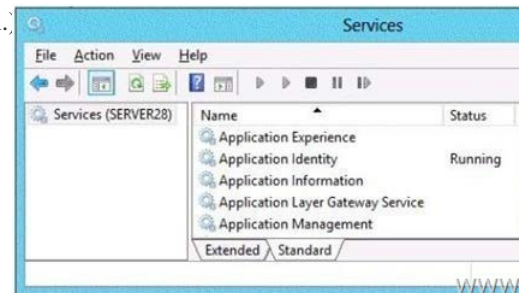 .)
Services
File Action View Help
Services (SERVER28)
Name Status
Application Experience
Application Identity Running
Application Information
Application Layer Gateway Service
Application Management
Extended Standard
www